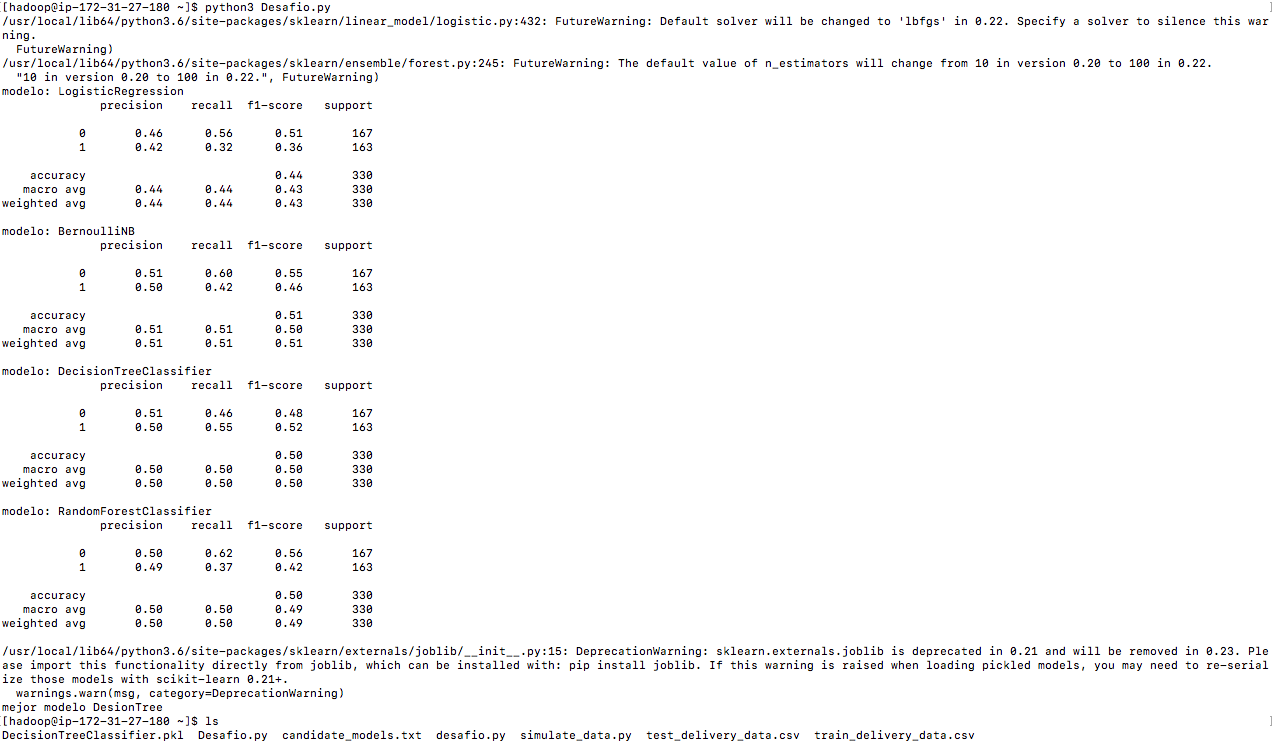 [[hadoop@ip-172-31-27-180 ~]$ python3 Desafio.py ]
/usr/local/lib64/python3.6/site-packages/sklearn/linear_model/logistic.py:432: FutureWarning: Default solver will be changed to 'lbfgs' in 0.22. Specify a solver to silence this war
ning.
  FutureWarning)
/usr/local/lib64/python3.6/site-packages/sklearn/ensemble/forest.py:245: FutureWarning: The default value of n_estimators will change from 10 in version 0.20 to 100 in 0.22.
  "10 in version 0.20 to 100 in 0.22.", FutureWarning)
modelo: LogisticRegression
              precision    recall  f1-score   support

           0       0.46      0.56      0.51       167
           1       0.42      0.32      0.36       163

    accuracy                           0.44       330
   macro avg       0.44      0.44      0.43       330
weighted avg       0.44      0.44      0.43       330

modelo: BernoulliNB
              precision    recall  f1-score   support

           0       0.51      0.60      0.55       167
           1       0.50      0.42      0.46       163

    accuracy                           0.51       330
   macro avg       0.51      0.51      0.50       330
weighted avg       0.51      0.51      0.51       330

modelo: DecisionTreeClassifier
              precision    recall  f1-score   support

           0       0.51      0.46      0.48       167
           1       0.50      0.55      0.52       163

    accuracy                           0.50       330
   macro avg       0.50      0.50      0.50       330
weighted avg       0.50      0.50      0.50       330

modelo: RandomForestClassifier
              precision    recall  f1-score   support

           0       0.50      0.62      0.56       167
           1       0.49      0.37      0.42       163

    accuracy                           0.50       330
   macro avg       0.50      0.50      0.49       330
weighted avg       0.50      0.50      0.49       330

/usr/local/lib64/python3.6/site-packages/sklearn/externals/joblib/__init__.py:15: DeprecationWarning: sklearn.externals.joblib is deprecated in 0.21 and will be removed in 0.23. Ple
ase import this functionality directly from joblib, which can be installed with: pip install joblib. If this warning is raised when loading pickled models, you may need to re-serial
ize those models with scikit-learn 0.21+.
  warnings.warn(msg, category=DeprecationWarning)
mejor modelo DesionTree
[[hadoop@ip-172-31-27-180 ~]$ ls ]
DecisionTreeClassifier.pkl  Desafio.py  candidate_models.txt  desafio.py  simulate_data.py  test_delivery_data.csv  train_delivery_data.csv